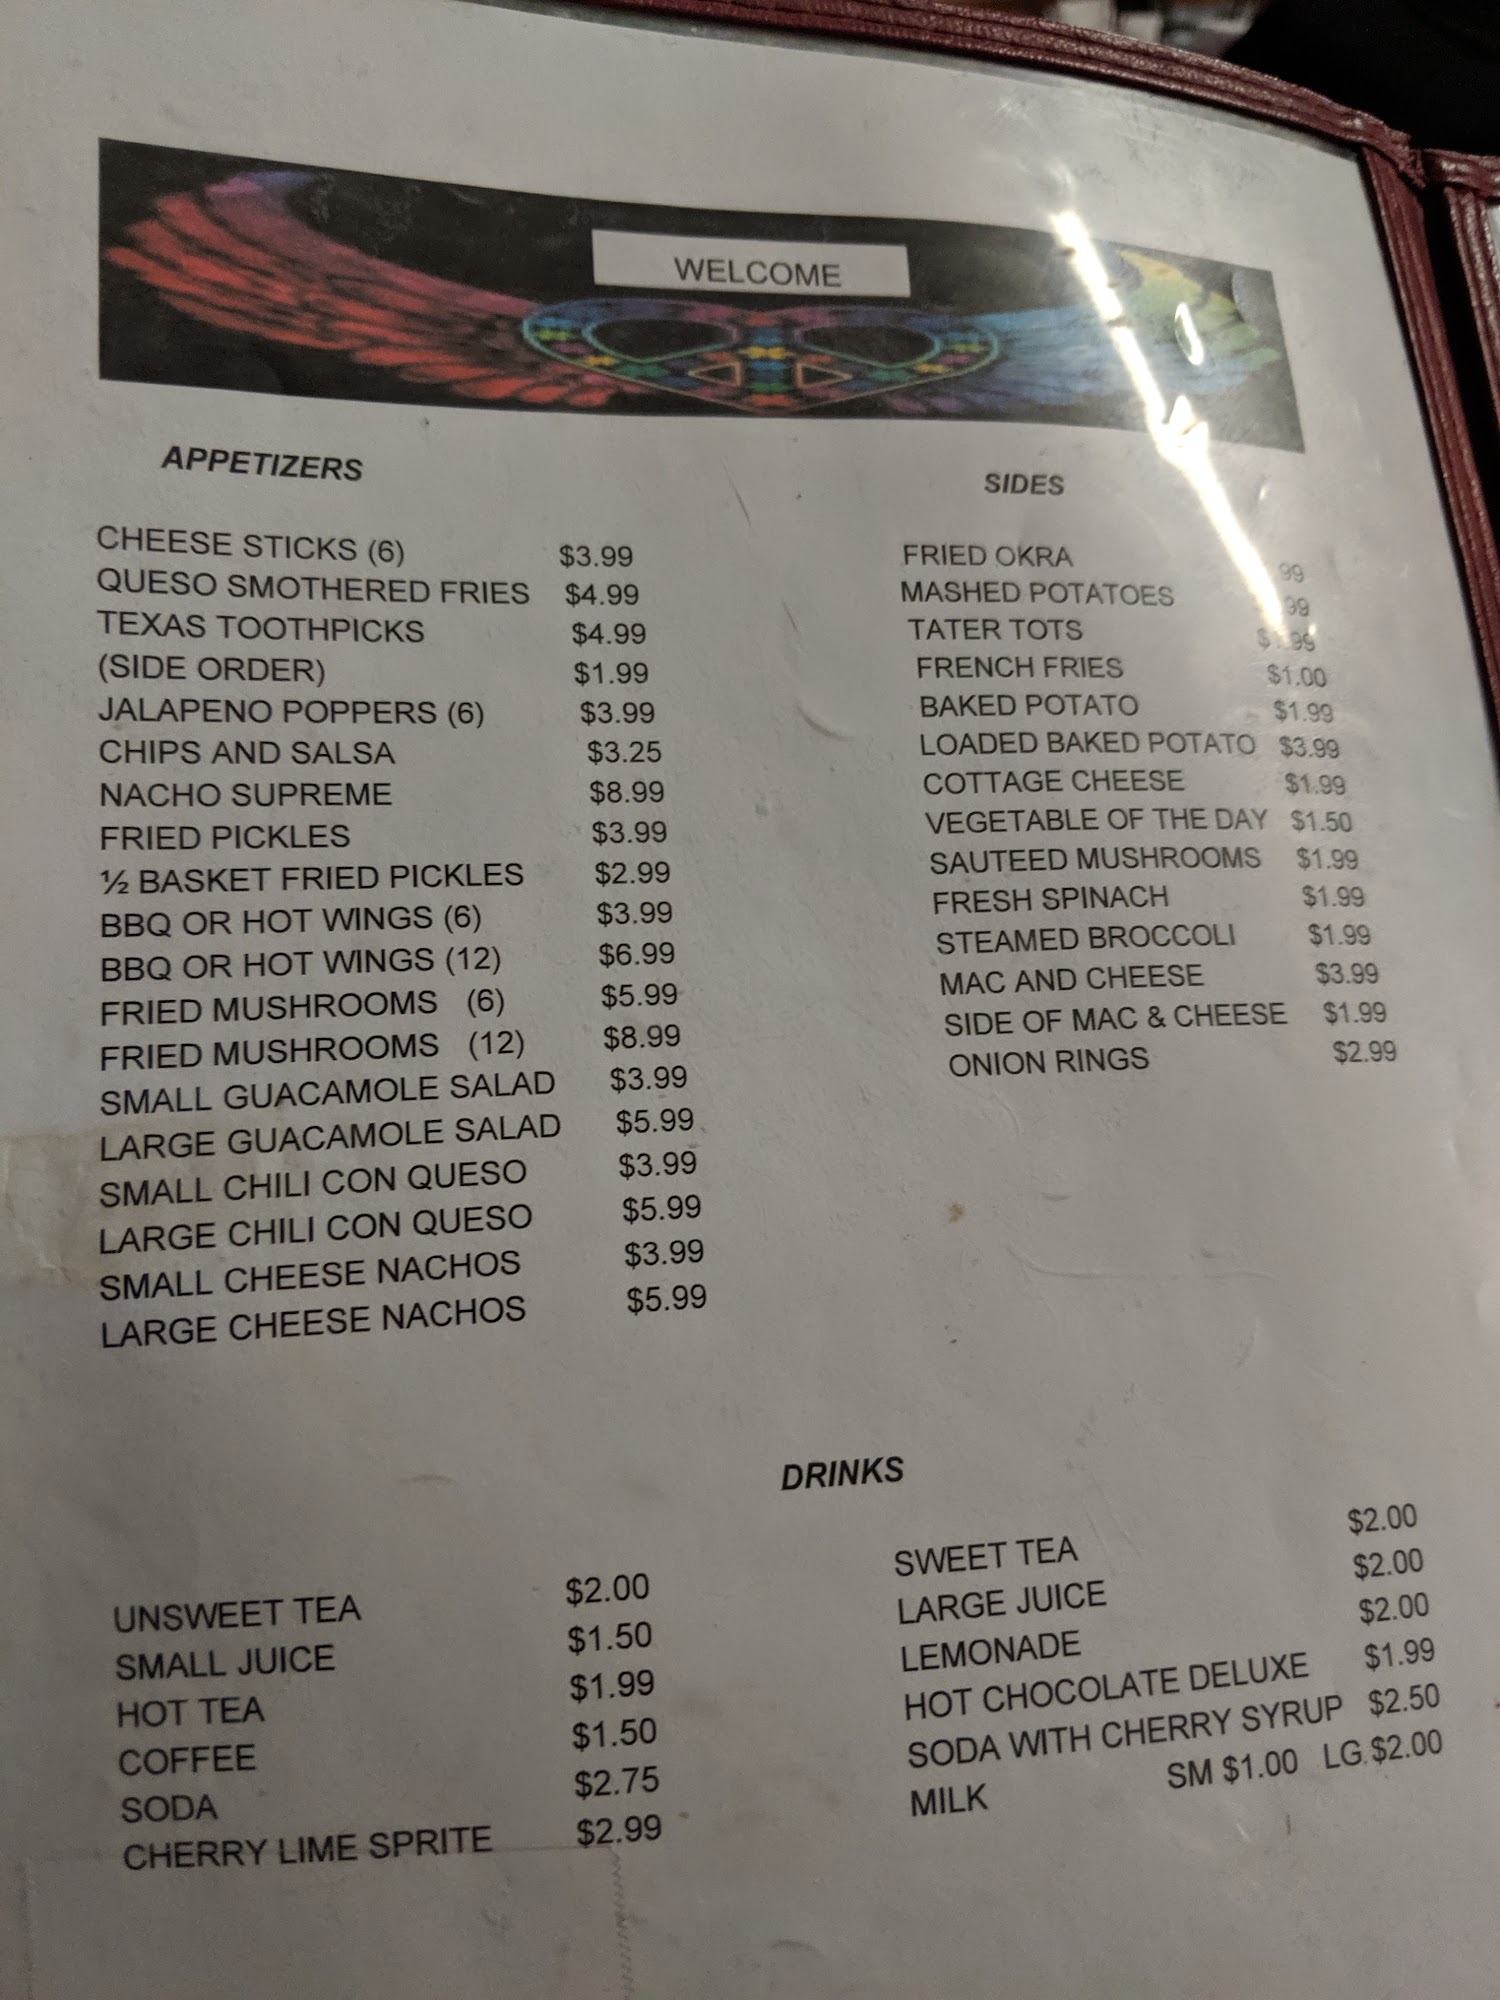 WELCOME
APPETIZERS
CHEESE STICKS (6) $3.99
QUESO SMOTHERED FRIES $4.99
TEXAS TOOTHPICKS $4.99
(SIDE ORDER) $1.99
JALAPENO POPPERS (6) $3.99
CHIPS AND SALSA $3.25
NACHO SUPREME $8.99
FRIED PICKLES $3.99
½ BASKET FRIED PICKLES $2.99
BBQ OR HOT WINGS (6) $3.99
BBQ OR HOT WINGS (12) $6.99
FRIED MUSHROOMS (6) $5.99
FRIED MUSHROOMS (12) $8.99
SMALL GUACAMOLE SALAD $3.99
LARGE GUACAMOLE SALAD $5.99
SMALL CHILI CON QUESO $3.99
LARGE CHILI CON QUESO $5.99
SMALL CHEESE NACHOS $3.99
LARGE CHEESE NACHOS $5.99
SIDES
FRIED OKRA
MASHED POTATOES
TATER TOTS
FRENCH FRIES $1.00
BAKED POTATO $1.99
LOADED BAKED POTATO $3.99
COTTAGE CHEESE $1.99
VEGETABLE OF THE DAY $1.50
SAUTEED MUSHROOMS $1.99
FRESH SPINACH $1.99
STEAMED BROCCOLI $1.99
MAC AND CHEESE $3.99
SIDE OF MAC & CHEESE $1.99
ONION RINGS $2.99
DRINKS
UNSWEET TEA $2.00
SMALL JUICE $1.50
HOT TEA $1.99
COFFEE $1.50
SODA $2.75
CHERRY LIME SPRITE $2.99
SWEET TEA $2.00
LARGE JUICE $2.00
LEMONADE $2.00
HOT CHOCOLATE DELUXE $1.99
SODA WITH CHERRY SYRUP $2.50
MILK SM $1.00 LG $2.00